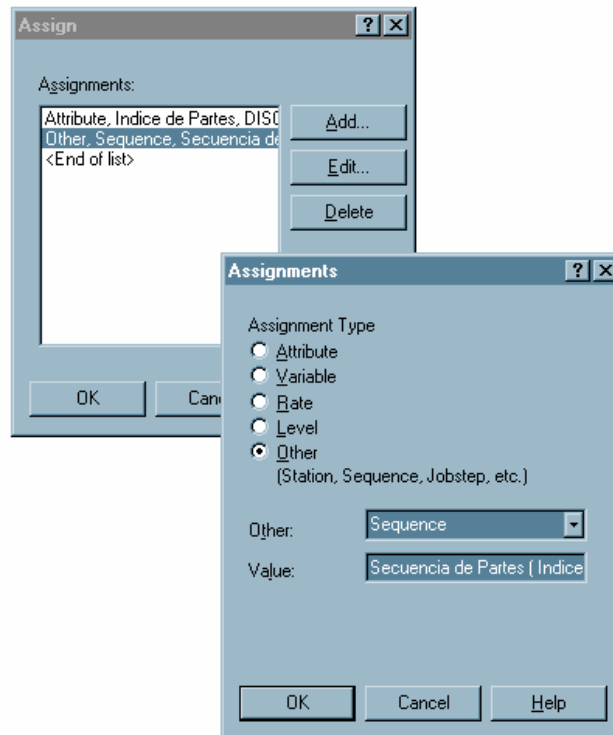 Assign
Assignments:
Attribute, Indice de Partes, DISC
Other, Sequence, Secuencia de
<End of list>
Add...
Edit...
Delete
OK
Can
Assignments
Assignment Type
Attribute
Variable
Rate
Level
Other
(Station, Sequence, Jobstep, etc.)
Other:
Sequence
Value:
Secuencia de Partes ( Indice
OK
Cancel
Help